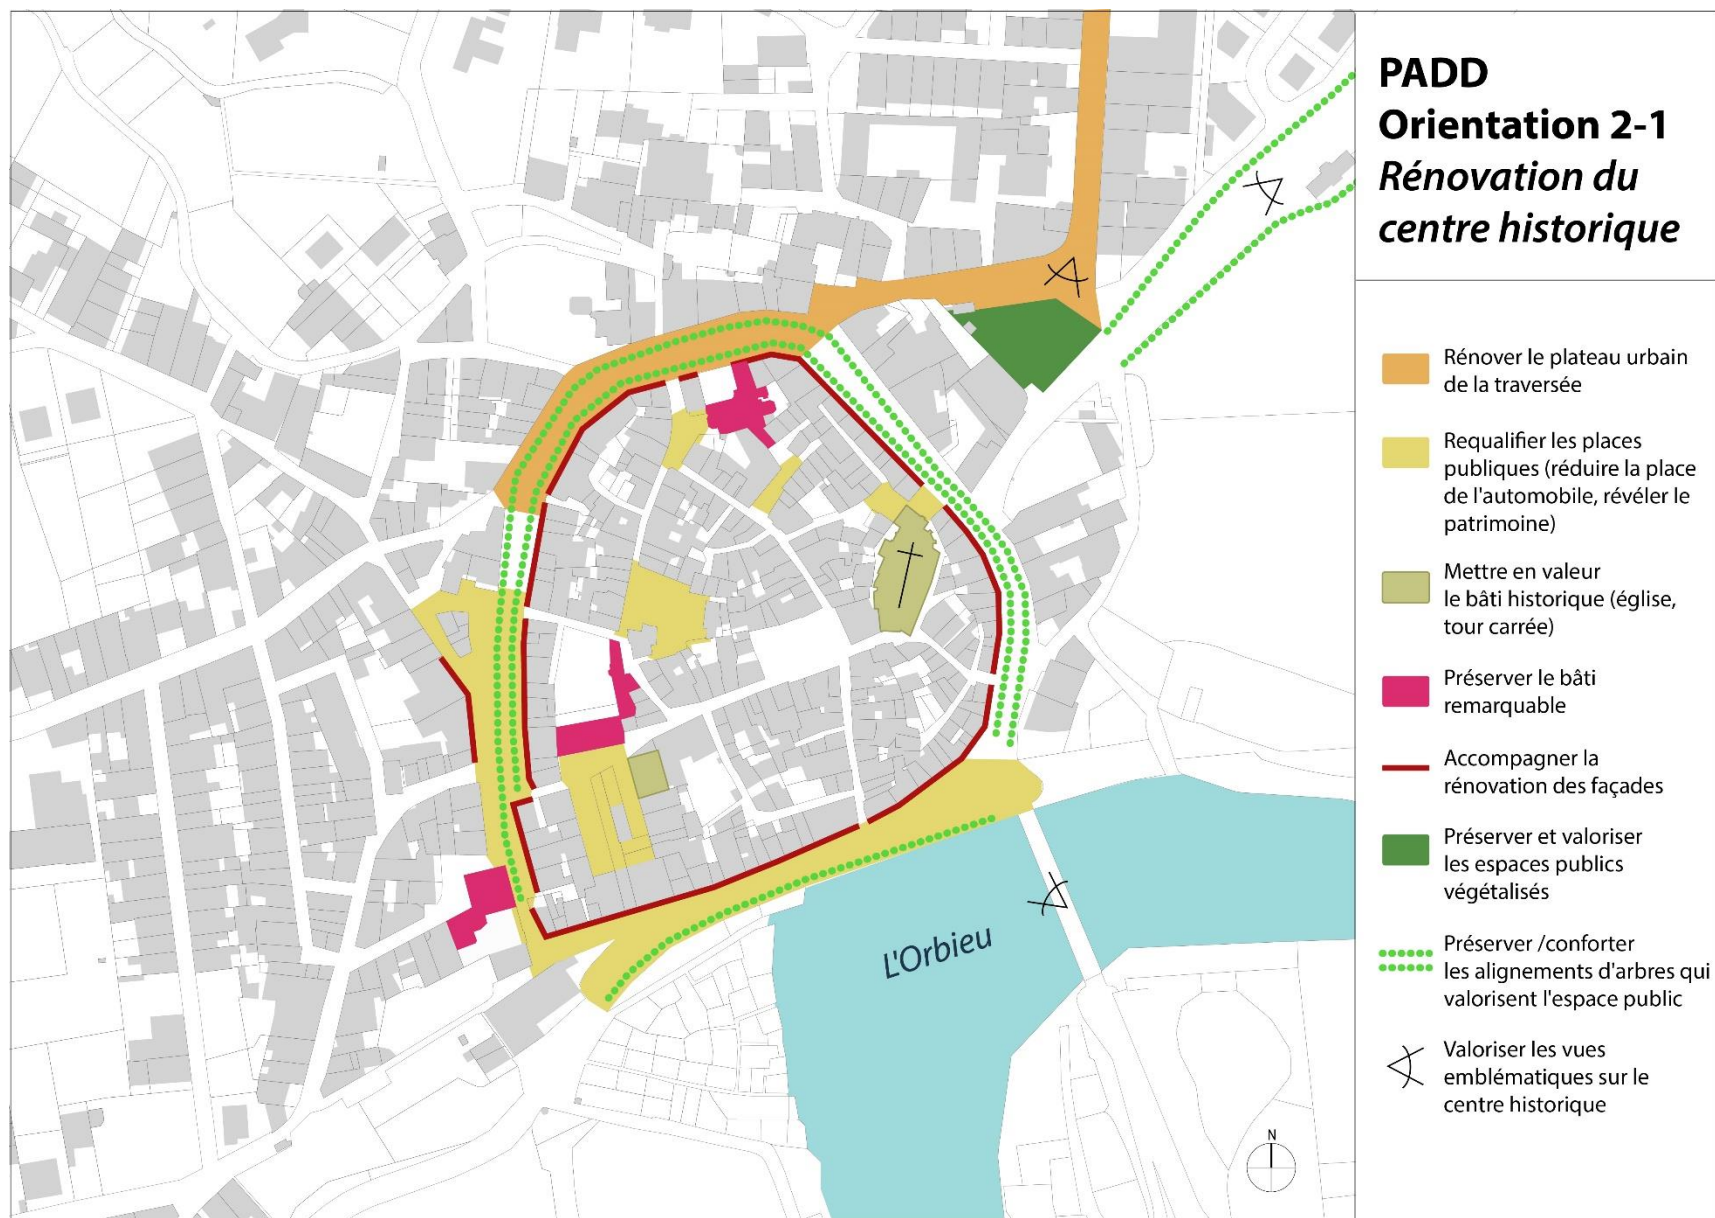 PADD
Orientation 2-1
Rénovation du
centre historique
Rénover le plateau urbain
de la traversée
Requalifier les places
publiques (réduire la place
de l'automobile, révéler le
patrimoine)
Mettre en valeur
le bâti historique (église,
tour carrée)
Préserver le bâti
remarquable
Accompagner la
rénovation des façades
Préserver et valoriser
les espaces publics
végétalisés
Préserver /conforter
les alignements d'arbres qui
valorisent l'espace public
Valoriser les vues
emblématiques sur le
centre historique
L'Orbieu
N